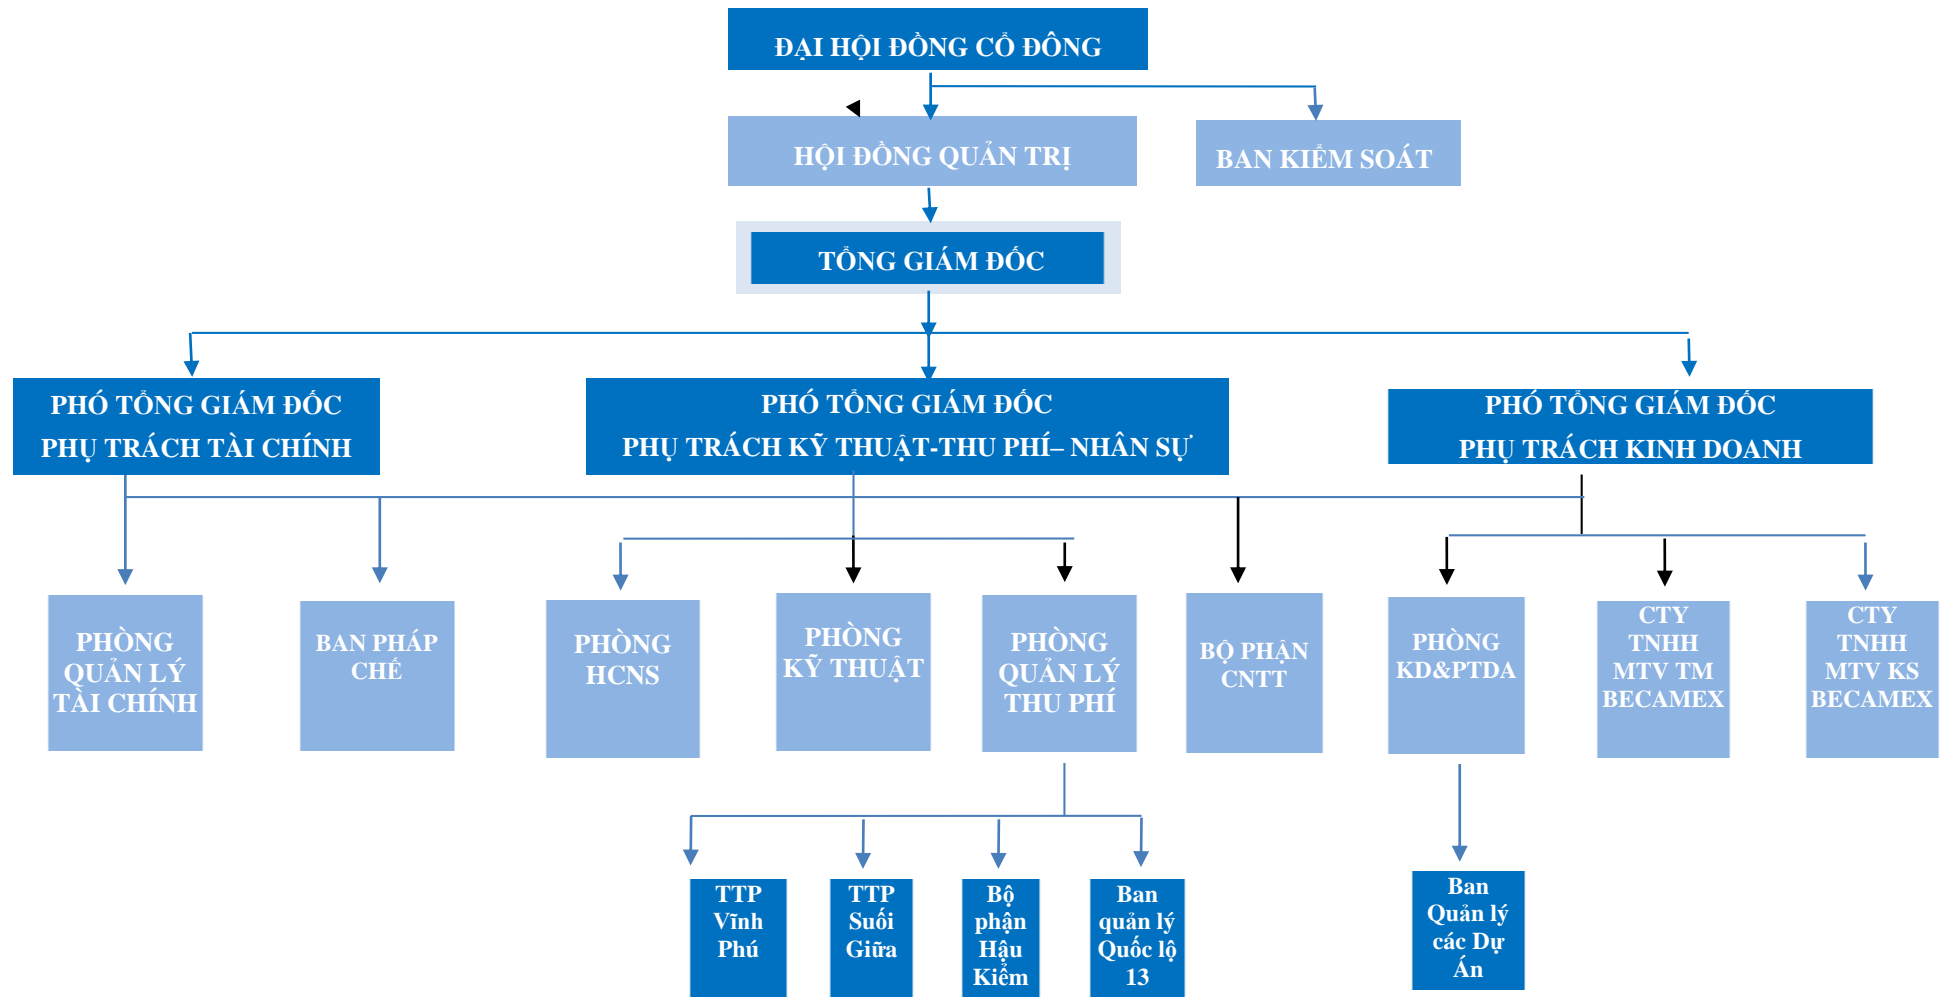 ĐẠI HỘI ĐỒNG CỔ ĐÔNG
HỘI ĐỒNG QUẢN TRỊ
BAN KIỂM SOÁT
TỔNG GIÁM ĐỐC
PHÓ TỔNG GIÁM ĐỐC
PHỤ TRÁCH TÀI CHÍNH
PHÓ TỔNG GIÁM ĐỐC
PHỤ TRÁCH KỸ THUẬT-THU PHÍ– NHÂN SỰ
PHÓ TỔNG GIÁM ĐỐC
PHỤ TRÁCH KINH DOANH
PHÒNG
QUẢN LÝ
TÀI CHÍNH
BAN PHÁP
CHẾ
PHÒNG
HCNS
PHÒNG
KỸ THUẬT
PHÒNG
QUẢN LÝ
THU PHÍ
BỘ PHẬN
CNTT
PHÒNG
KD&PTDA
CTY
TNHH
MTV TM
BECAMEX
CTY
TNHH
MTV KS
BECAMEX
TTP
Vĩnh
Phú
TTP
Suối
Giữa
Bộ
phận
Hậu
Kiểm
Ban
quản lý
Quốc lộ
13
Ban
Quản lý
các Dự
Án